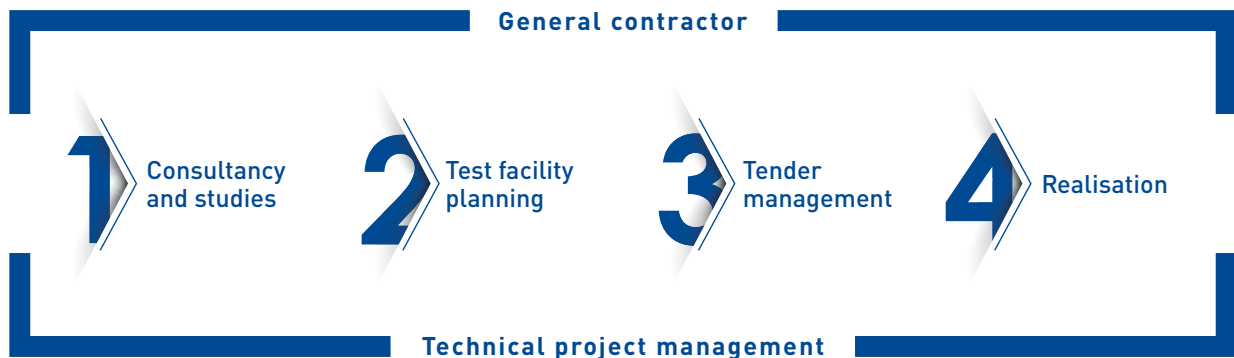 General contractor
1
Consultancy
and studies
2
Test facility
planning
3
Tender
management
4
Realisation
Technical project management